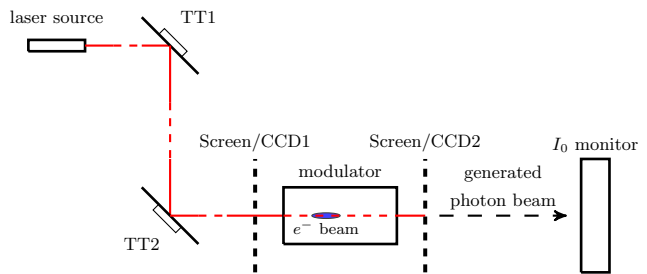 laser source
TT1
Screen/CCD1
Screen/CCD2
I₀ monitor
modulator
generated
photon beam
e⁻ beam
TT2